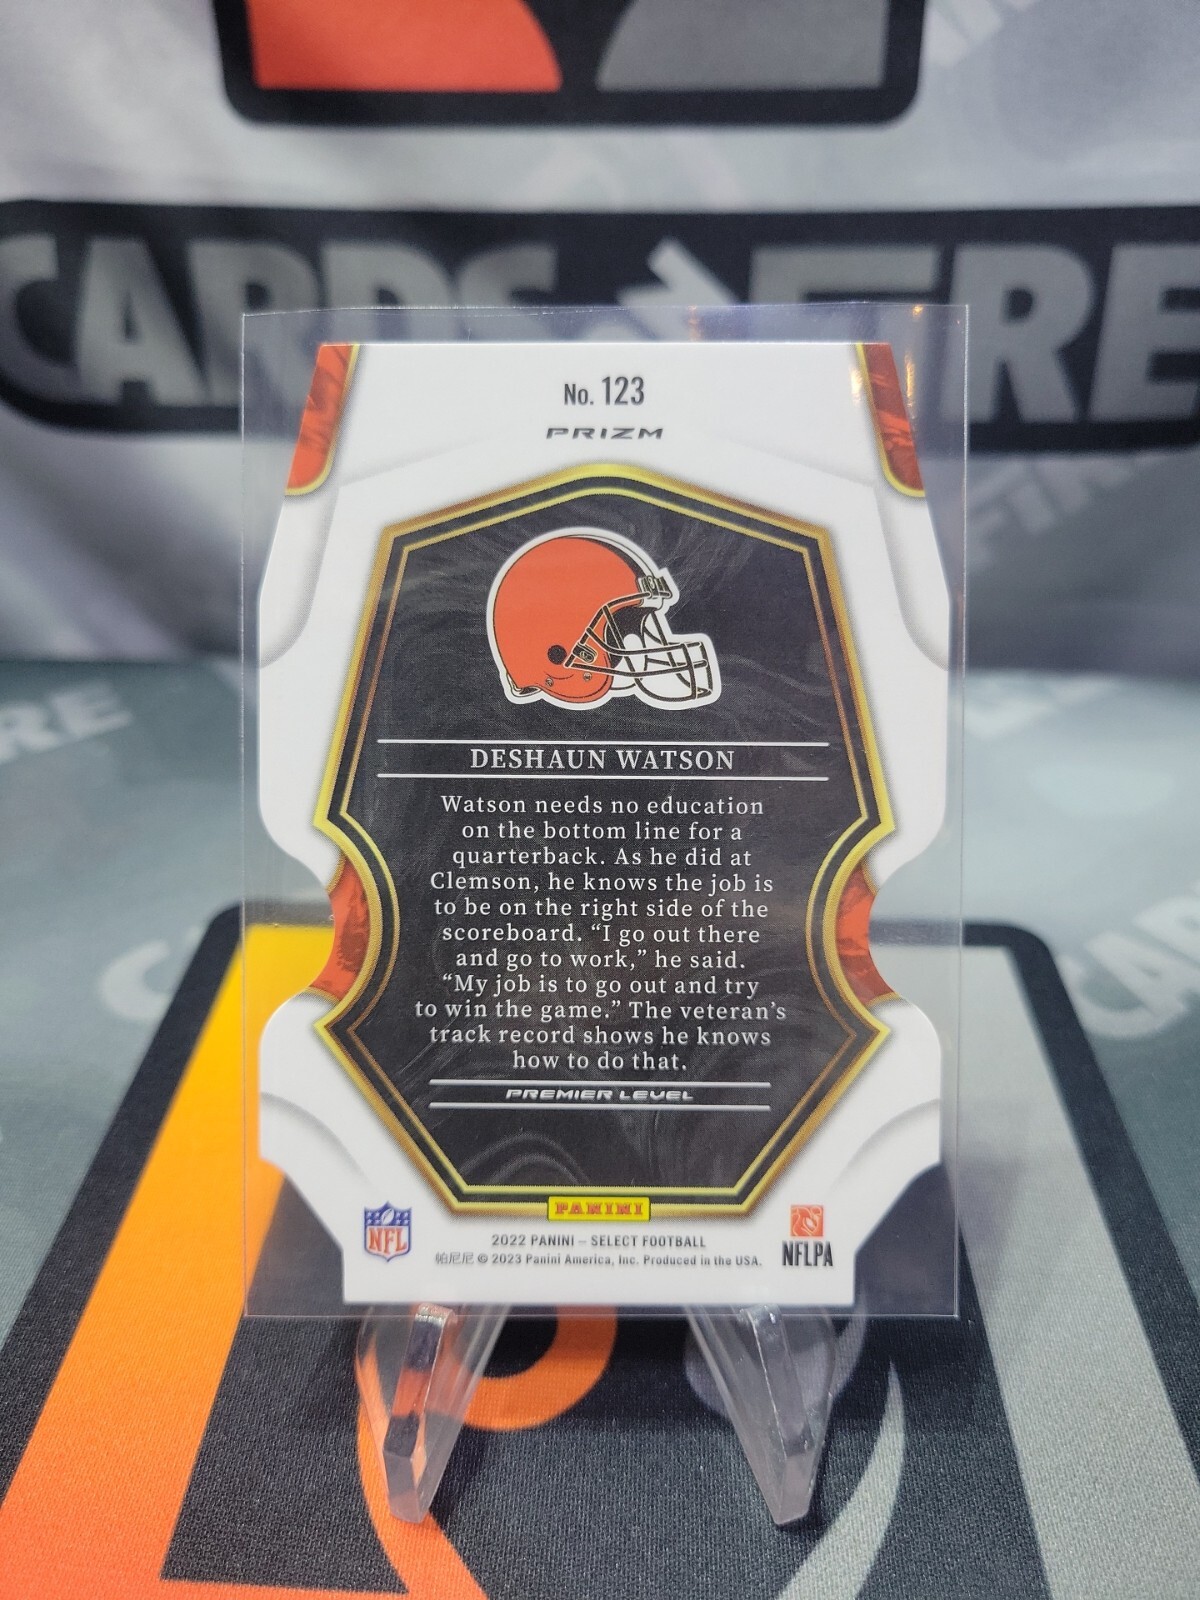 CARDS
FIRE
No. 123
PRIZM
DESHAUN WATSON
Watson needs no education
on the bottom line for a
quarterback. As he did at
Clemson, he knows the job is
to be on the right side of the
scoreboard. “I go out there
and go to work,” he said.
“My job is to go out and try
to win the game.” The veteran’s
track record shows he knows
how to do that.
PREMIER LEVEL
PANINI
NFL
NFLPA
2022 PANINI – SELECT FOOTBALL
帕尼尼 © 2023 Panini America, Inc. Produced in the USA.